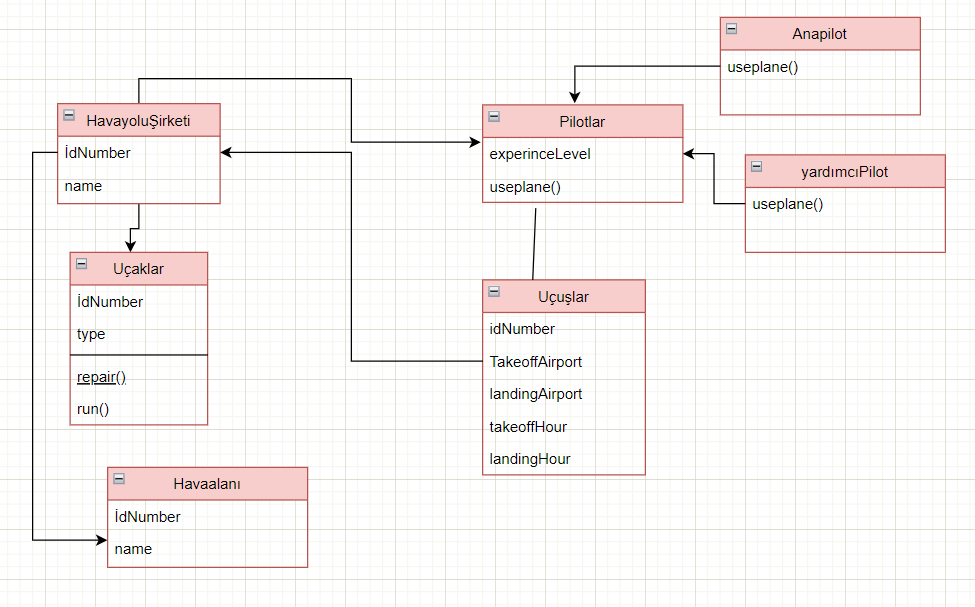 Anapilot
useplane()
HavayoluŞirketi
İdNumber
name
Pilotlar
experinceLevel
useplane()
yardımcıPilot
useplane()
Uçaklar
İdNumber
type
repair()
run()
Uçuşlar
idNumber
TakeoffAirport
landingAirport
takeoffHour
landingHour
Havaalanı
İdNumber
name